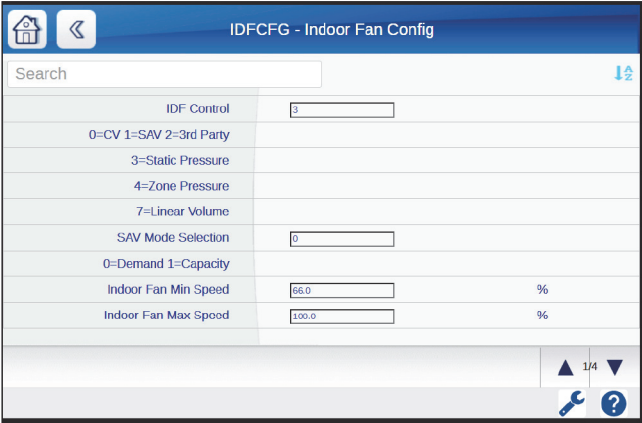 IDFCFG - Indoor Fan Config
Search
A
Z
IDF Control 3
0=CV 1=SAV 2=3rd Party
3=Static Pressure
4=Zone Pressure
7=Linear Volume
SAV Mode Selection 0
0=Demand 1=Capacity
Indoor Fan Min Speed 66.0 %
Indoor Fan Max Speed 100.0 %
1/4
?